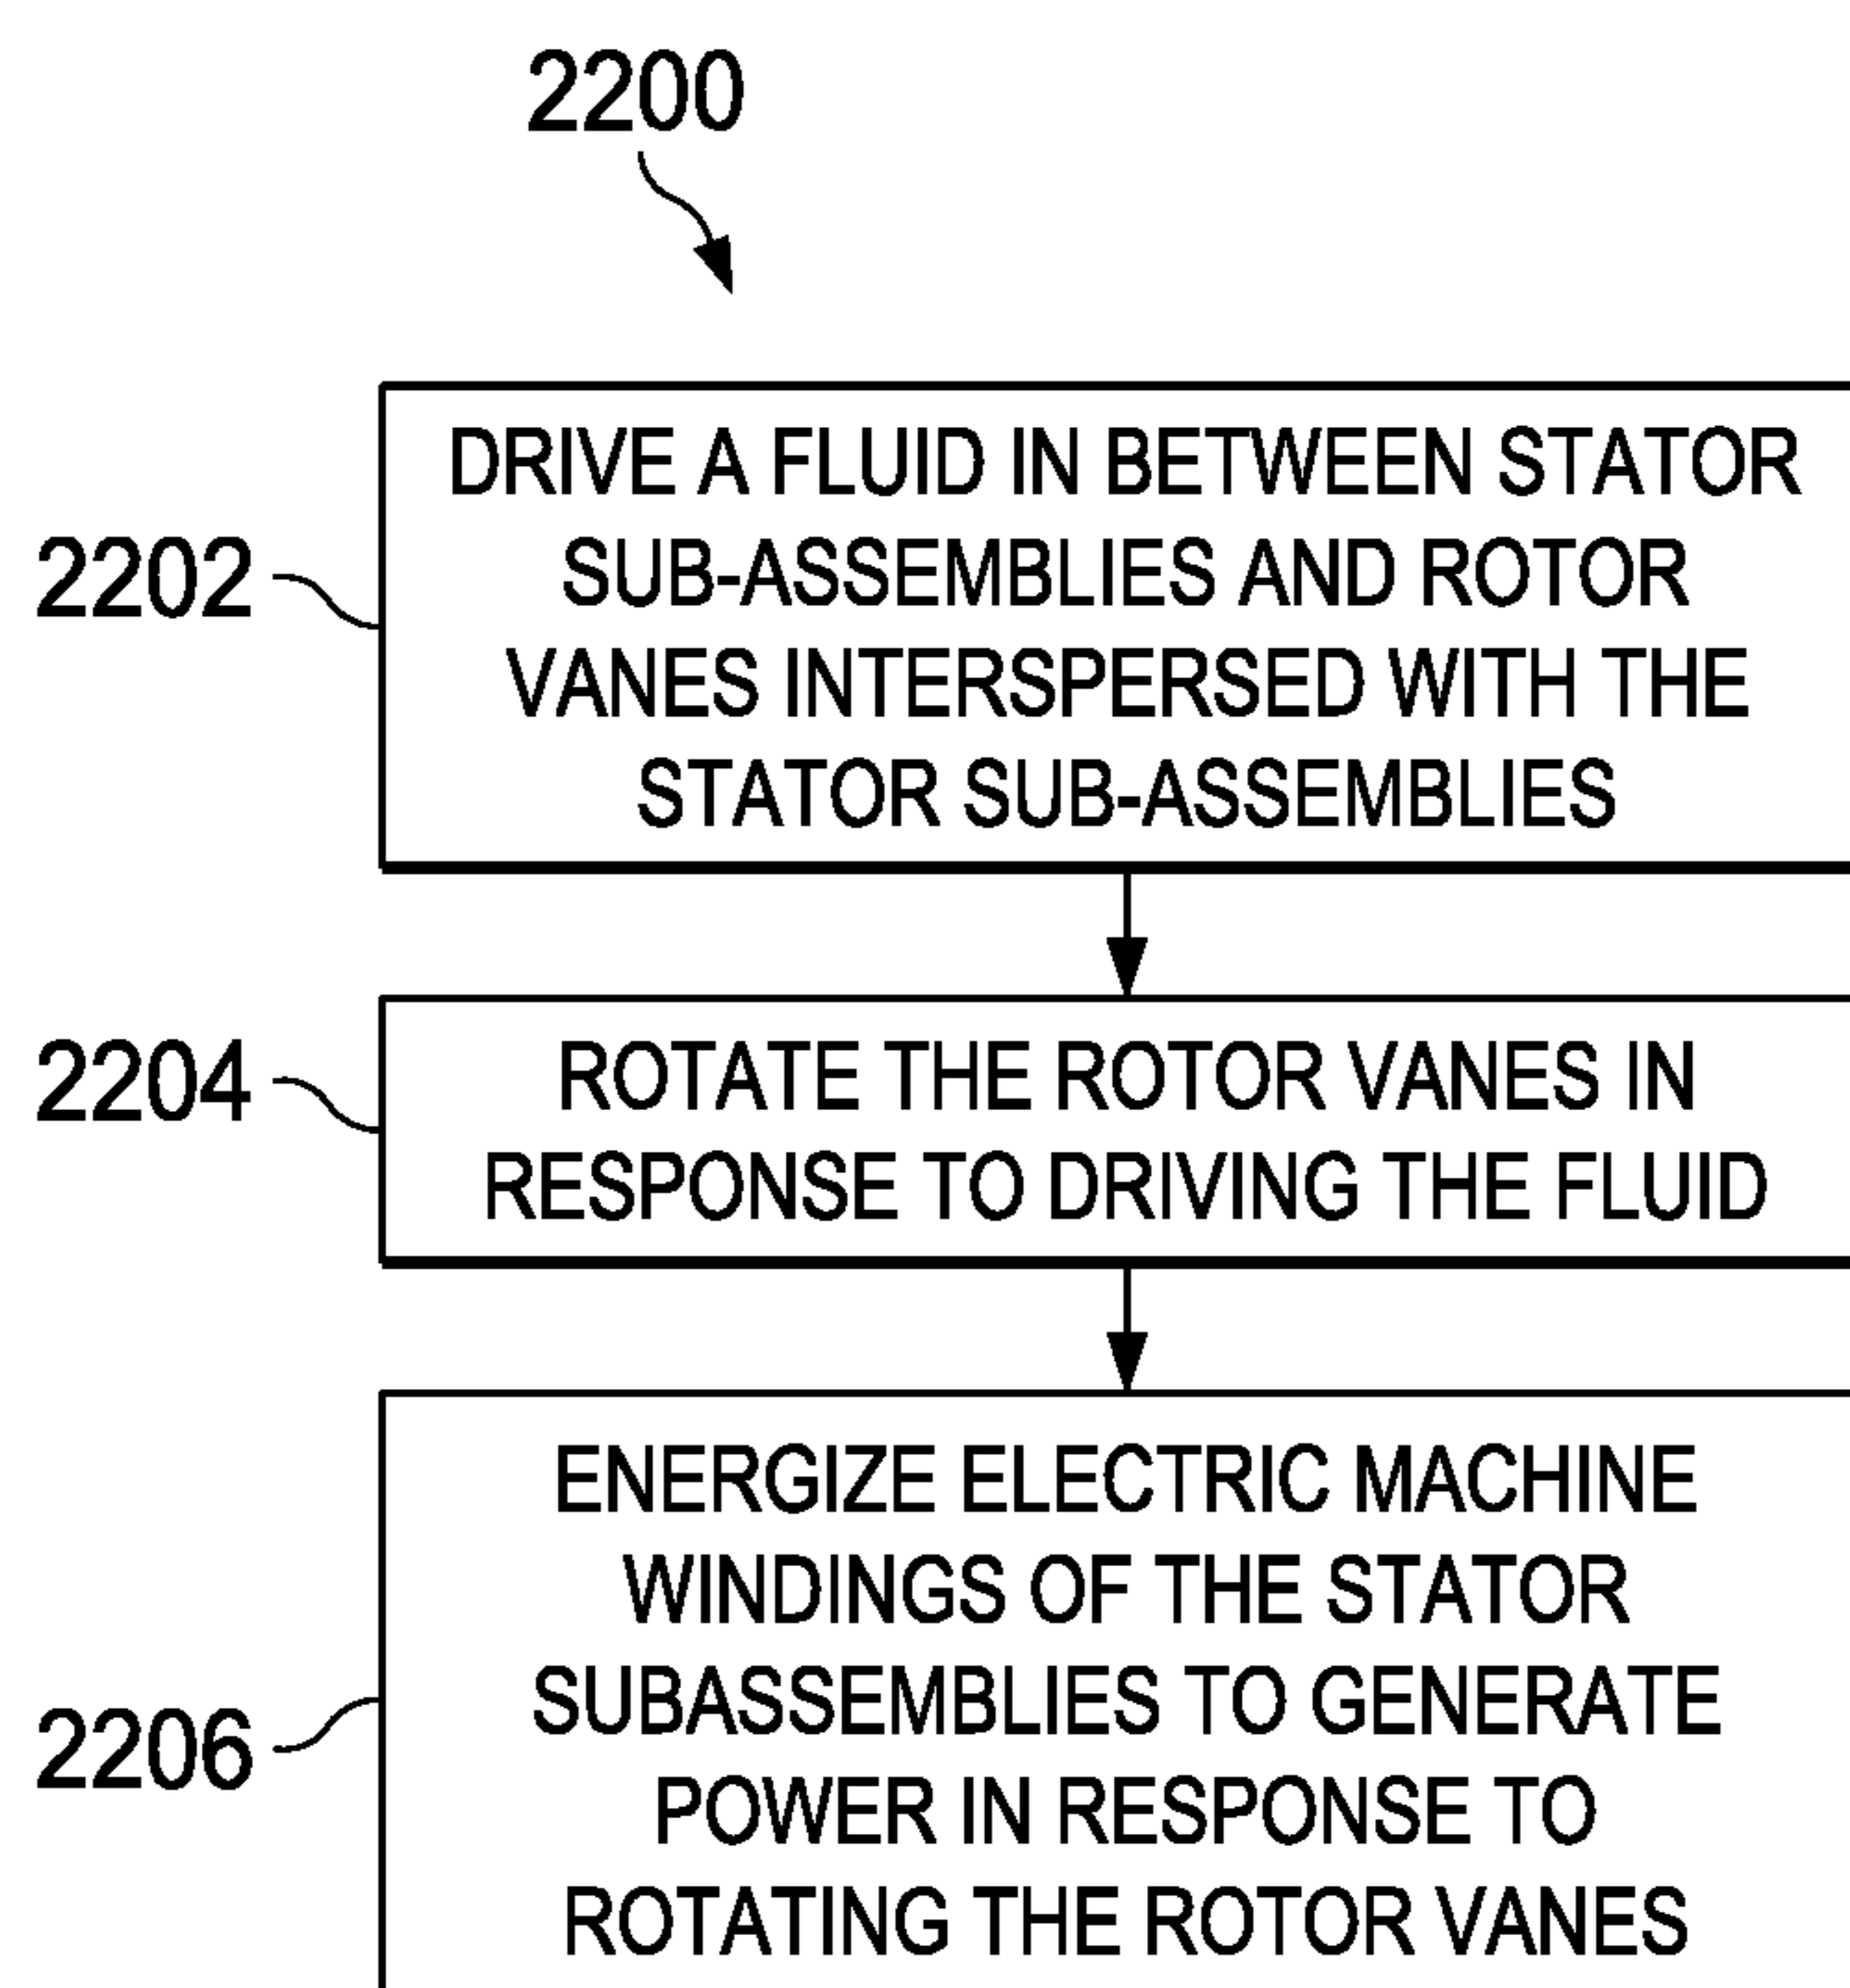 2200
2202
DRIVE A FLUID IN BETWEEN STATOR
SUB-ASSEMBLIES AND ROTOR
VANES INTERSPERSED WITH THE
STATOR SUB-ASSEMBLIES
2204
ROTATE THE ROTOR VANES IN
RESPONSE TO DRIVING THE FLUID
2206
ENERGIZE ELECTRIC MACHINE
WINDINGS OF THE STATOR
SUBASSEMBLIES TO GENERATE
POWER IN RESPONSE TO
ROTATING THE ROTOR VANES